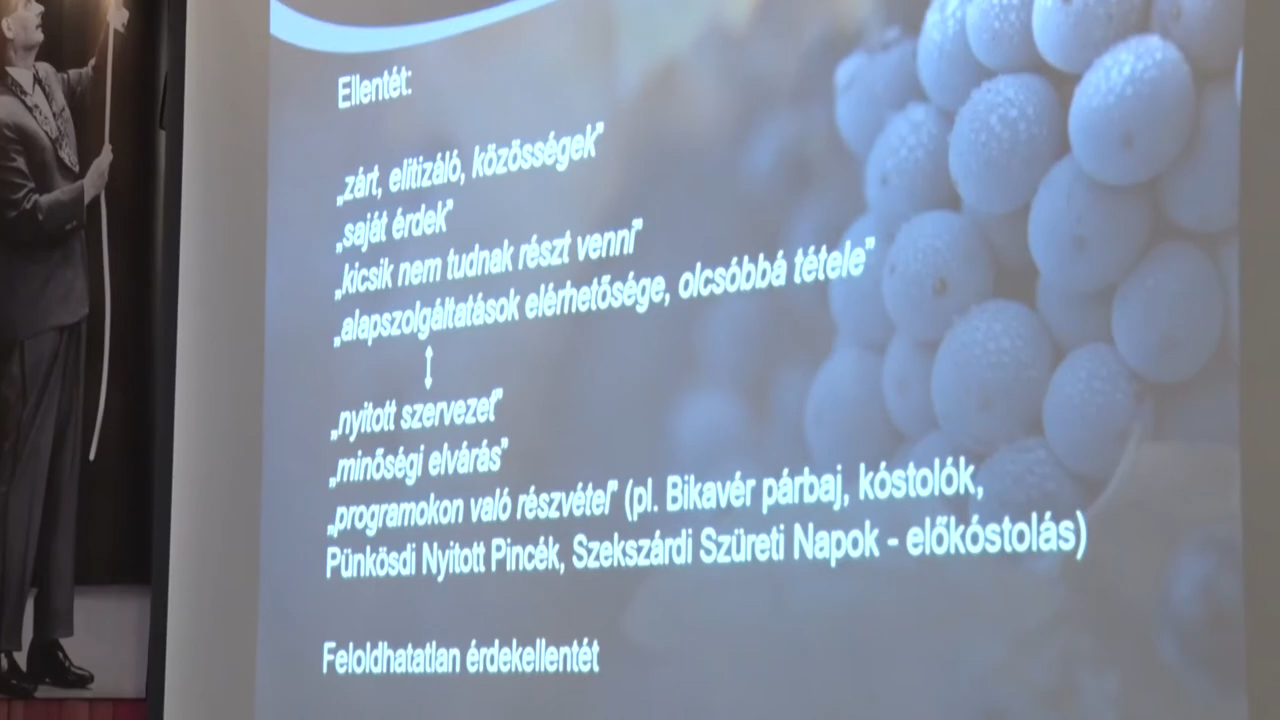 Ellentét:
„zárt, elitizáló, közösségek”
„saját érdek”
„kicsik nem tudnak részt venni”
„alapszolgáltatások elérhetősége, olcsóbbá tétele”
„nyitott szervezet”
„minőségi elvárás”
„programokon való részvétel” (pl. Bikavér párbaj, kóstolók,
Pünkösdi Nyitott Pincék, Szekszárdi Szüreti Napok - előkóstolás)
Feloldhatatlan érdekellentét